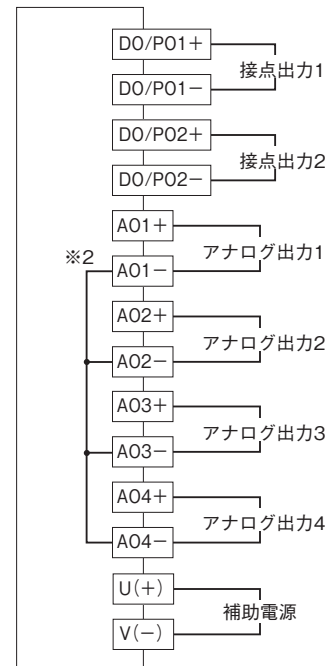 DO/PO1+
接点出力1
DO/PO1−
DO/PO2+
接点出力2
DO/PO2−
AO1+
アナログ出力1
※2
AO1−
AO2+
アナログ出力2
AO2−
AO3+
アナログ出力3
AO3−
AO4+
アナログ出力4
AO4−
U(+)
補助電源
V(−)